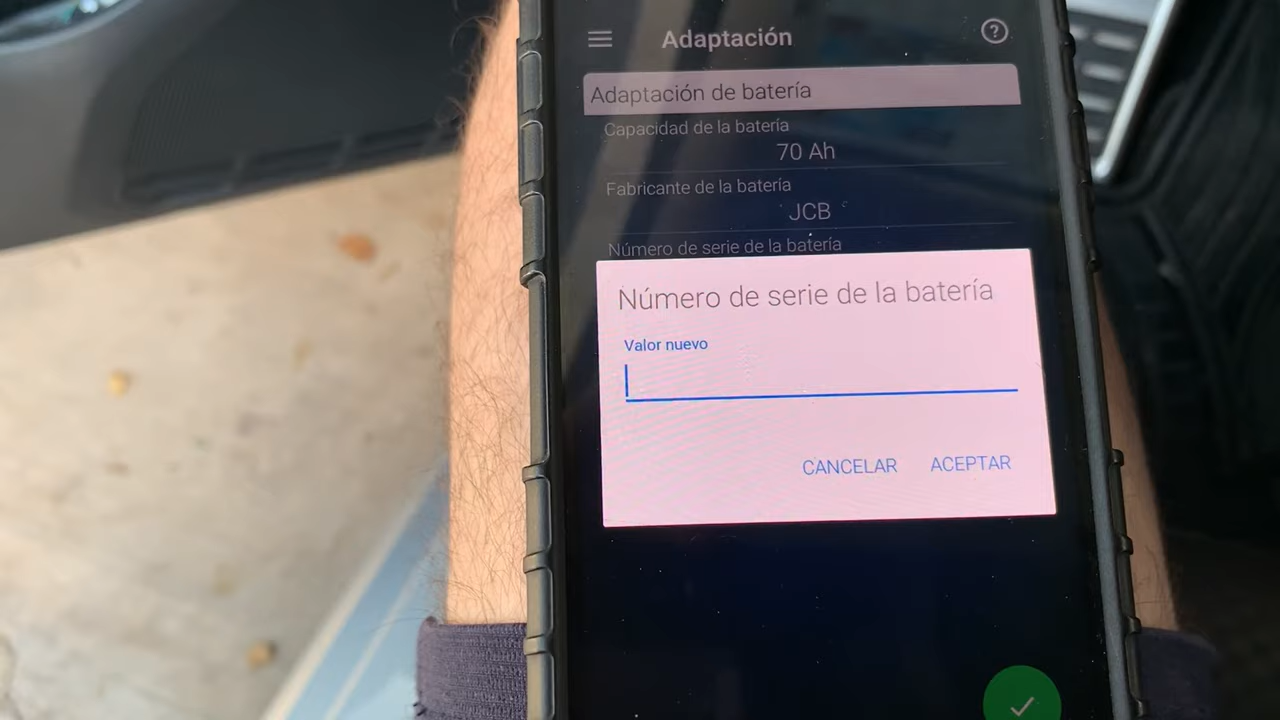 Adaptación
?
Adaptación de batería
Capacidad de la batería
70 Ah
Fabricante de la batería
JCB
Número de serie de la batería
Número de serie de la batería
Valor nuevo
CANCELAR ACEPTAR